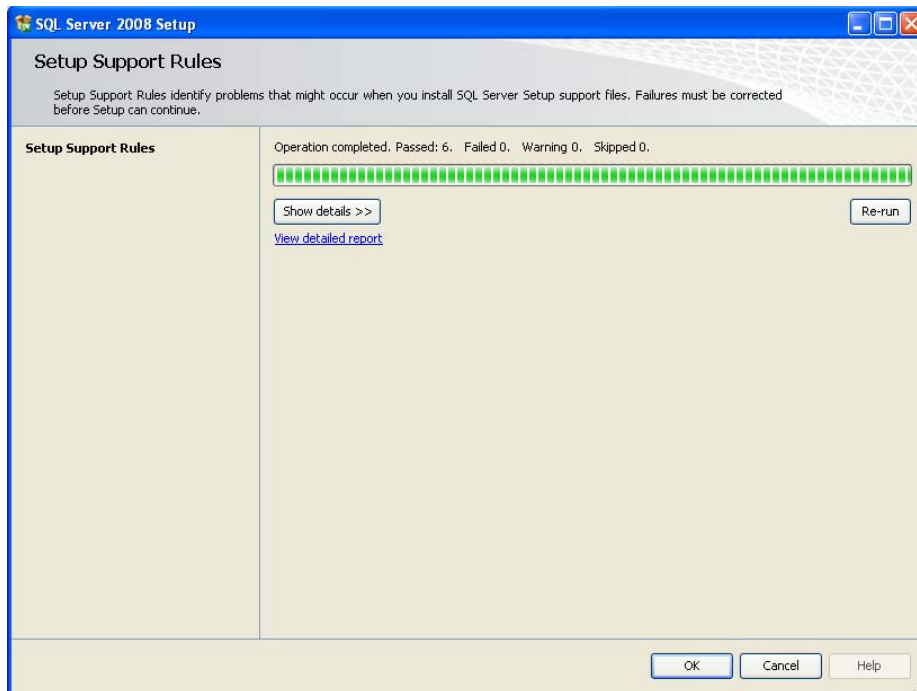 SQL Server 2008 Setup
Setup Support Rules
Setup Support Rules identify problems that might occur when you install SQL Server Setup support files. Failures must be corrected
before Setup can continue.
Setup Support Rules
Operation completed. Passed: 6.   Failed 0.   Warning 0.   Skipped 0.
Show details >>
Re-run
View detailed report
OK
Cancel
Help